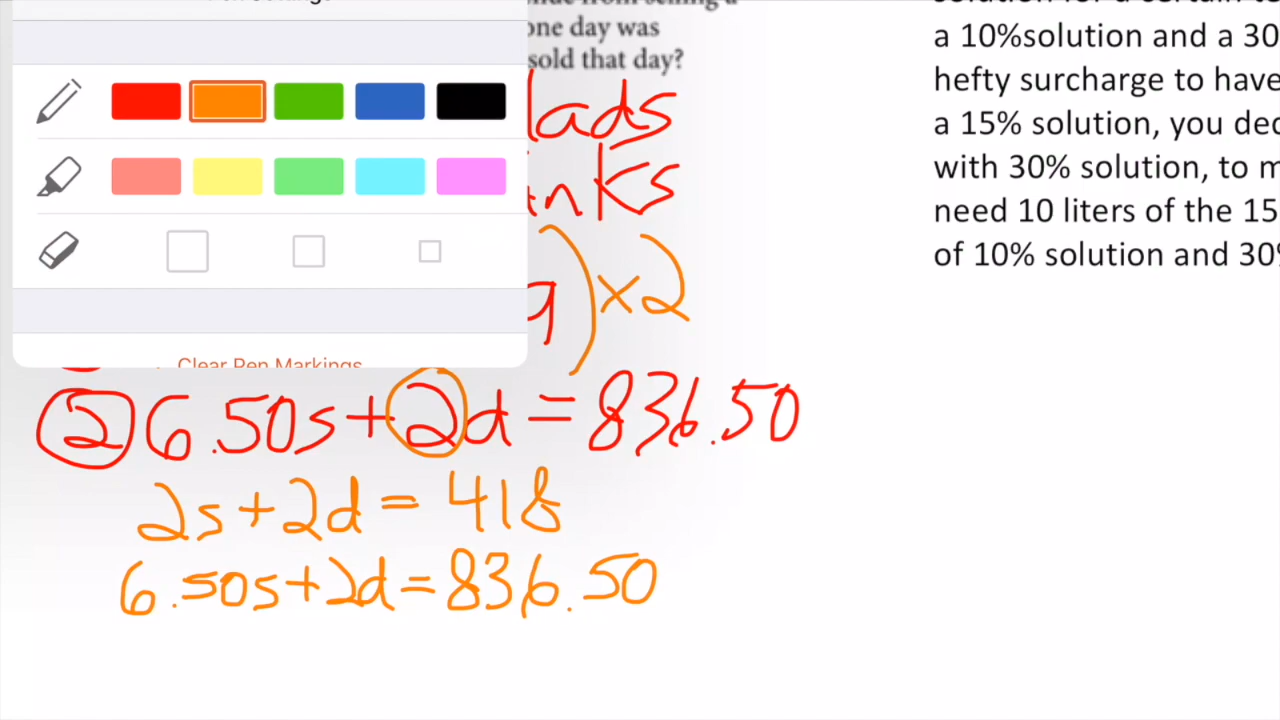 one day was
sold that day?
lads
nks
9) x2
② 6.50s+2d=836.50
2s+2d=418
6.50s+2d=836.50
Clear Pen Markings
a 10%solution and a 30
hefty surcharge to have
a 15% solution, you dec
with 30% solution, to m
need 10 liters of the 15
of 10% solution and 30%